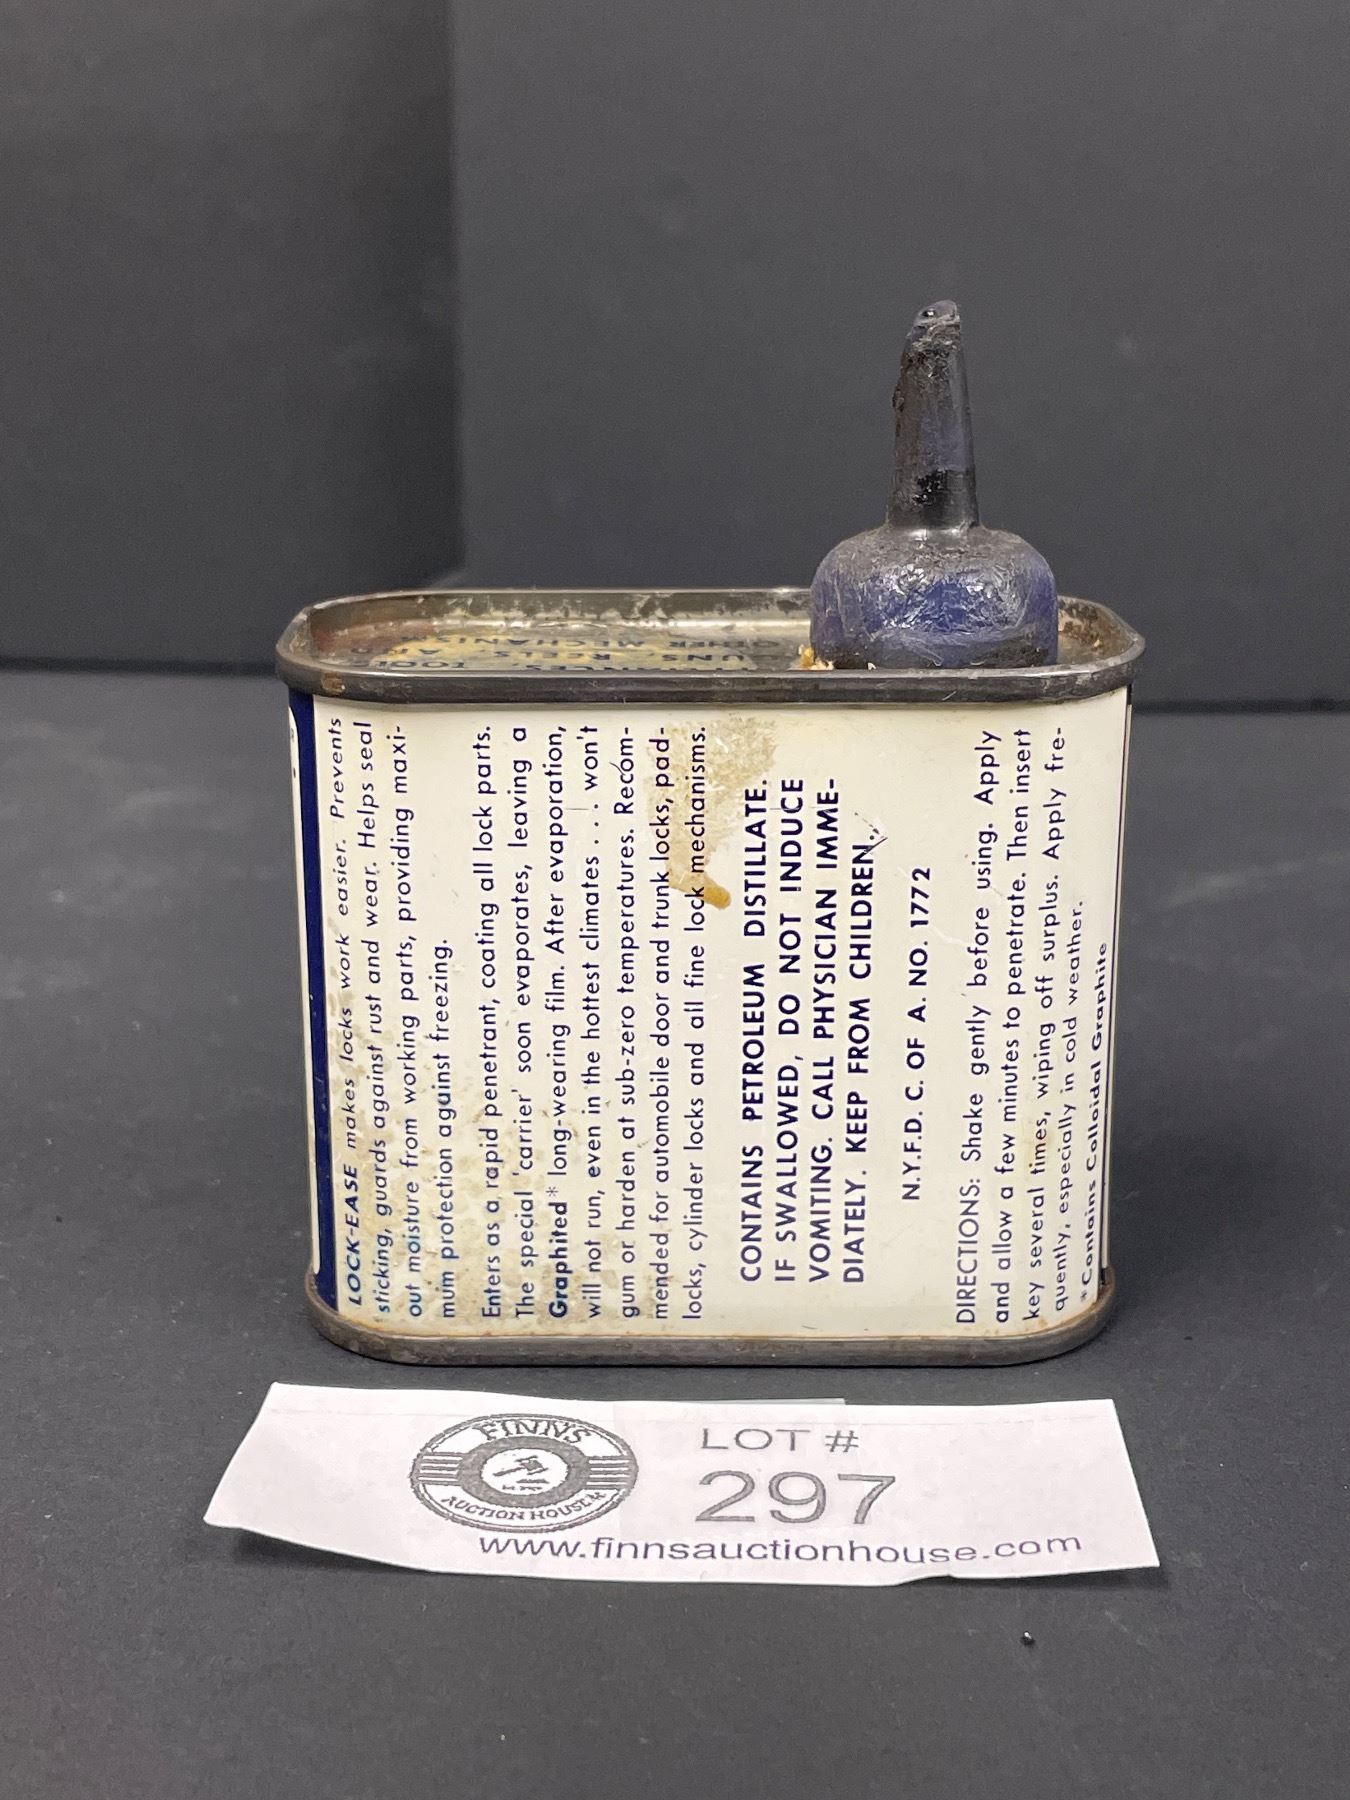 LOCK-EASE makes locks work easier. Prevents
sticking, guards against rust and wear. Helps seal
out moisture from working parts, providing maxi-
mum protection against freezing.
Enters as a rapid penetrant, coating all lock parts.
The special 'carrier' soon evaporates, leaving a
Graphited* long-wearing film. After evaporation,
will not run, even in the hottest climates . . . won't
gum or harden at sub-zero temperatures. Recom-
mended for automobile door and trunk locks, pad-
locks, cylinder locks and all fine lock mechanisms.
CONTAINS PETROLEUM DISTILLATE.
IF SWALLOWED, DO NOT INDUCE
VOMITING. CALL PHYSICIAN IMME-
DIATELY. KEEP FROM CHILDREN.
N.Y.F.D. C. OF A. NO. 1772
DIRECTIONS: Shake gently before using. Apply
and allow a few minutes to penetrate. Then insert
key several times, wiping off surplus. Apply fre-
quently, especially in cold weather.
*Contains Colloidal Graphite
OTHER MECHANISM
REELS, AND
TOOLS
FINN'S
AUCTION HOUSE
LOT #
297
www.finnsauctionhouse.com